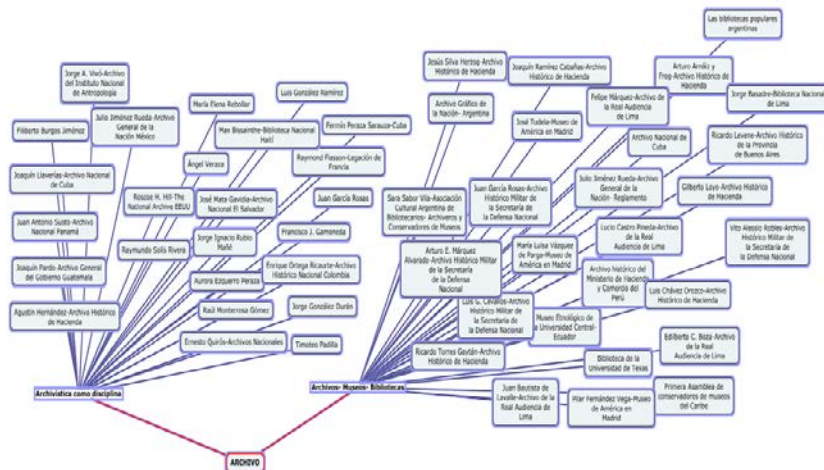 Las bibliotecas populares
argentinas
Jorge A. Vivó-Archivo
del Instituto Nacional
de Antropología
Jesús Silva Herzog-Archivo
Histórico de Hacienda
Joaquín Ramírez Cabañas-Archivo
Histórico de Hacienda
Arturo Arnáiz y
Freg-Archivo Histórico de
Hacienda
Luis González Ramírez
María Elena Rebollar
Felipe Márquez-Archivo de
la Real Audiencia
de Lima
Jorge Basadre-Biblioteca Nacional
de Lima
Julio Jiménez Rueda-Archivo
General de la
Nación México
Archivo Gráfico de
la Nación- Argentina
Filiberto Burgos Jiménez
Max Bissainthe-Biblioteca Nacional
Haití
Fermín Peraza Sarauza-Cuba
José Tudela-Museo de
América en Madrid
Archivo Nacional de
Cuba
Ricardo Levene-Archivo Histórico
de la Provincia
de Buenos Aires
Ángel Verasa
Raymond Flesson-Legación de
Francia
Joaquín Llaverías-Archivo Nacional
de Cuba
Roscoe H. Hill-The
National Archive EEUU
José Mata Gavidia-Archivo
Nacional El Salvador
Juan García Rosas
Sara Sabor Vila-Asociación
Cultural Argentina de
Bibliotecarios- Archiveros y
Conservadores de Museos
Juan García Rosas-Archivo
Histórico Militar de
la Secretaría de
la Defensa Nacional
Julio Jiménez Rueda-Archivo
General de la
Nación -Reglamento
Gilberto Loyo-Archivo Histórico
de Hacienda
Juan Antonio Susto-Archivo
Nacional Panamá
Jorge Ignacio Rubio
Mañé
Francisco J. Gamoneda
Lucio Castro Pineda-Archivo
de la Real
Audiencia de Lima
Vito Alessio Robles-Archivo
Histórico Militar de
la Secretaría de
la Defensa Nacional
Raymundo Solís Rivera
Arturo E. Márquez
Alvarado-Archivo Histórico Militar
de la Secretaría
de la Defensa
Nacional
María Luisa Vázquez
de Parga-Museo de
América en Madrid
Joaquín Pardo-Archivo General
del Gobierno Guatemala
Aurora Ezquerro Peraza
Enrique Ortega Ricaurte-Archivo
Histórico Nacional Colombia
Archivo histórico del
Ministerio de Hacienda
y Comercio del
Perú
Luis Chávez Orozco-Archivo
Histórico de Hacienda
Agustín Hernández-Archivo Histórico
de Hacienda
Raúl Monterrosa Gómez
Jorge González Durán
Luis G. Ceballos-Archivo
Histórico Militar de
la Secretaría de
la Defensa Nacional
Museo Etnológico de
la Universidad Central-
Ecuador
Ernesto Quirós-Archivos Nacionales
Timoteo Padilla
Ricardo Torres Gaytán-Archivo
Histórico de Hacienda
Biblioteca de la
Universidad de Texas
Edilberto C. Boza-Archivo
de la Real
Audiencia de Lima
Archivística como disciplina
Archivos- Museos- Bibliotecas
Juan Bautista de
Lavalle-Archivo de la
Real Audiencia de
Lima
Pilar Fernández Vega-Museo
de América en
Madrid
Primera Asamblea de
conservadores de museos
del Caribe
ARCHIVO